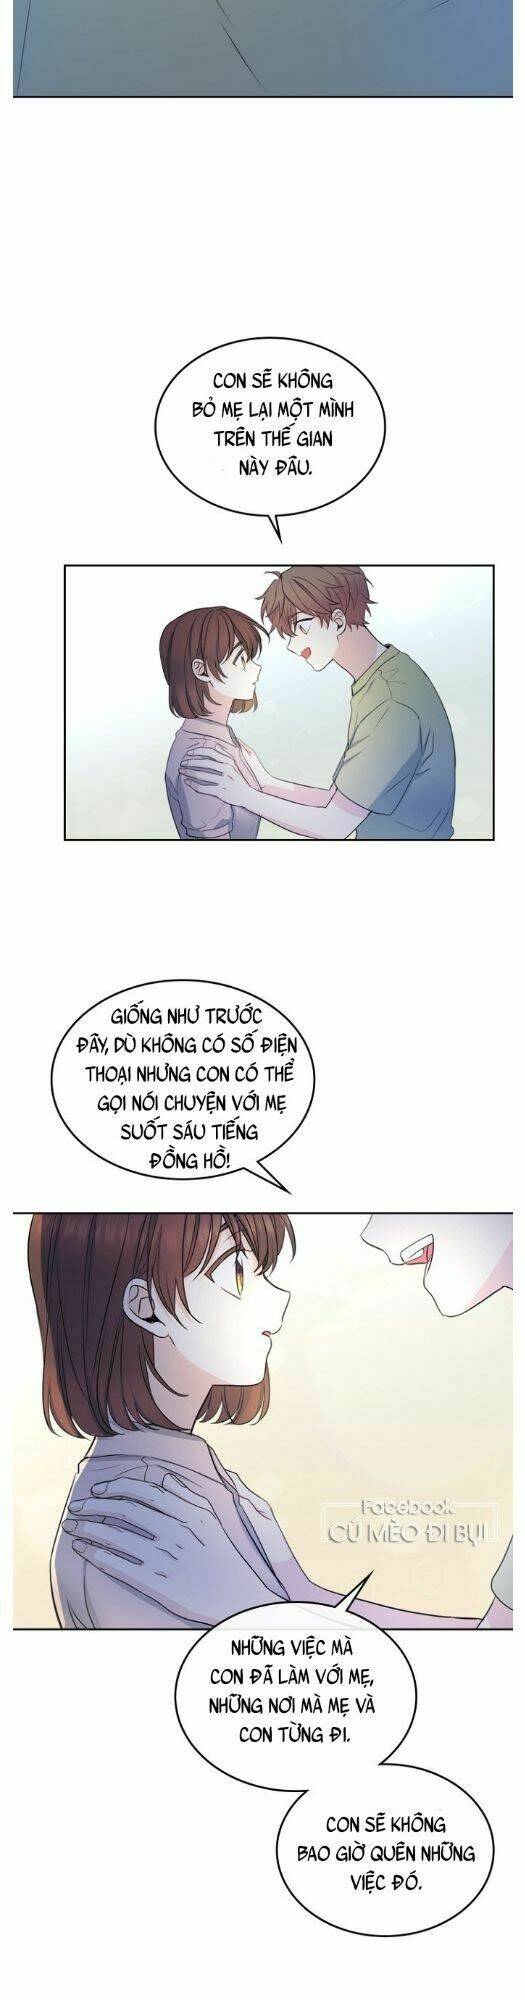 CON SẼ KHÔNG
BỎ MẸ LẠI MỘT MÌNH
TRÊN THẾ GIAN
NÀY ĐÂU.
GIỐNG NHƯ TRƯỚC
ĐÂY, DÙ KHÔNG CÓ SỐ ĐIỆN
THOẠI NHƯNG CON CÓ THỂ
GỌI NÓI CHUYỆN VỚI MẸ
SUỐT SÁU TIẾNG
ĐỒNG HỒ!
Facebook
CÚ MÈO ĐI BỤI
NHỮNG VIỆC MÀ
CON ĐÃ LÀM VỚI MẸ,
NHỮNG NƠI MÀ MẸ VÀ
CON TỪNG ĐI.
CON SẼ KHÔNG
BAO GIỜ QUÊN NHỮNG
VIỆC ĐÓ.